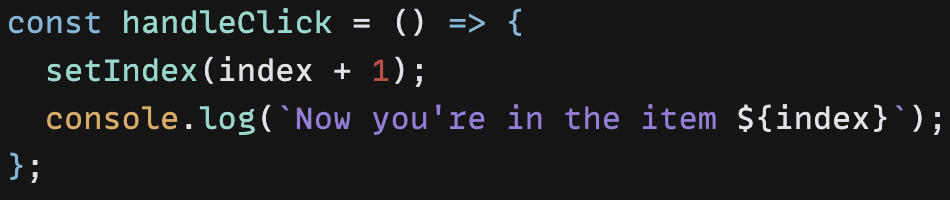 const handleClick = () => {
  setIndex(index + 1);
  console.log(`Now you're in the item ${index}`);
};